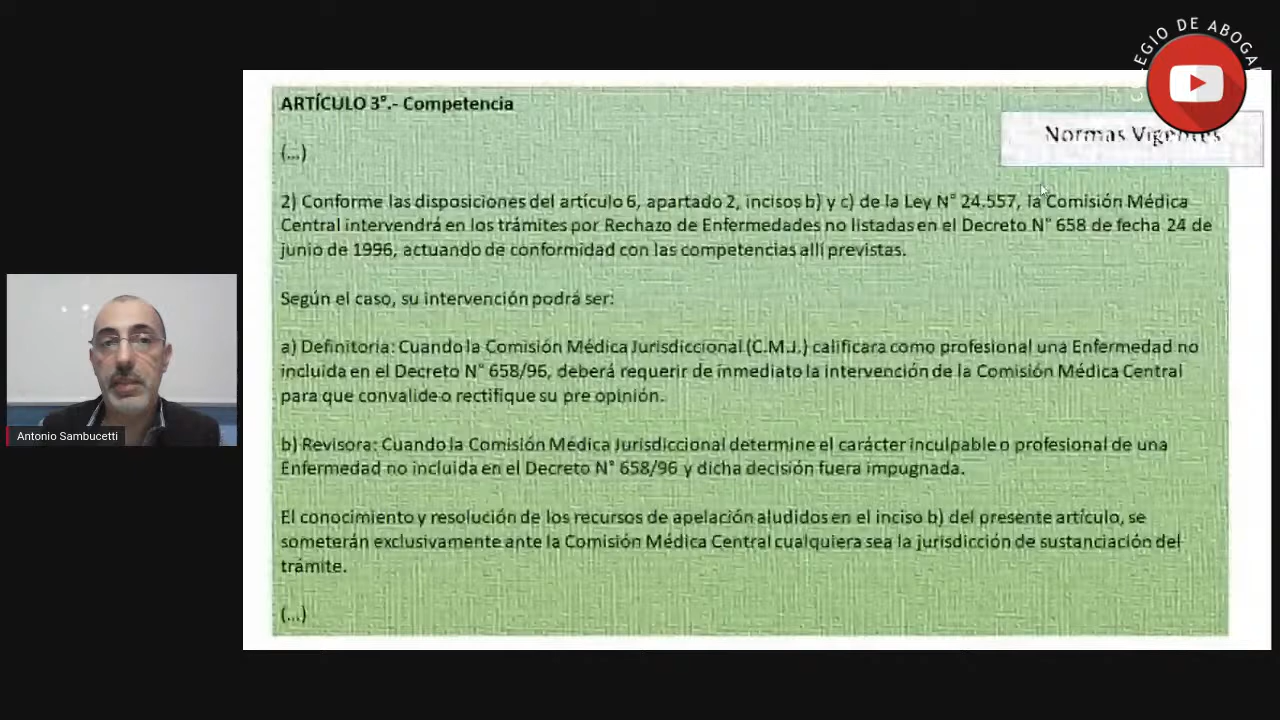 COLEGIO DE ABOGAD
ARTÍCULO 3°.- Competencia
Normas Vigentes
(...)
2) Conforme las disposiciones del artículo 6, apartado 2, incisos b) y c) de la Ley N° 24.557, la Comisión Médica
Central intervendrá en los trámites por Rechazo de Enfermedades no listadas en el Decreto N° 658 de fecha 24 de
junio de 1996, actuando de conformidad con las competencias allí previstas.
Según el caso, su intervención podrá ser:
a) Definitoria: Cuando la Comisión Médica Jurisdiccional (C.M.J.) calificara como profesional una Enfermedad no
incluida en el Decreto N° 658/96, deberá requerir de inmediato la intervención de la Comisión Médica Central
para que convalide o rectifique su pre opinión.
b) Revisora: Cuando la Comisión Médica Jurisdiccional determine el carácter inculpable o profesional de una
Enfermedad no incluida en el Decreto N° 658/96 y dicha decisión fuera impugnada.
El conocimiento y resolución de los recursos de apelación aludidos en el inciso b) del presente artículo, se
someterán exclusivamente ante la Comisión Médica Central cualquiera sea la jurisdicción de sustanciación del
trámite.
(...)
Antonio Sambucetti